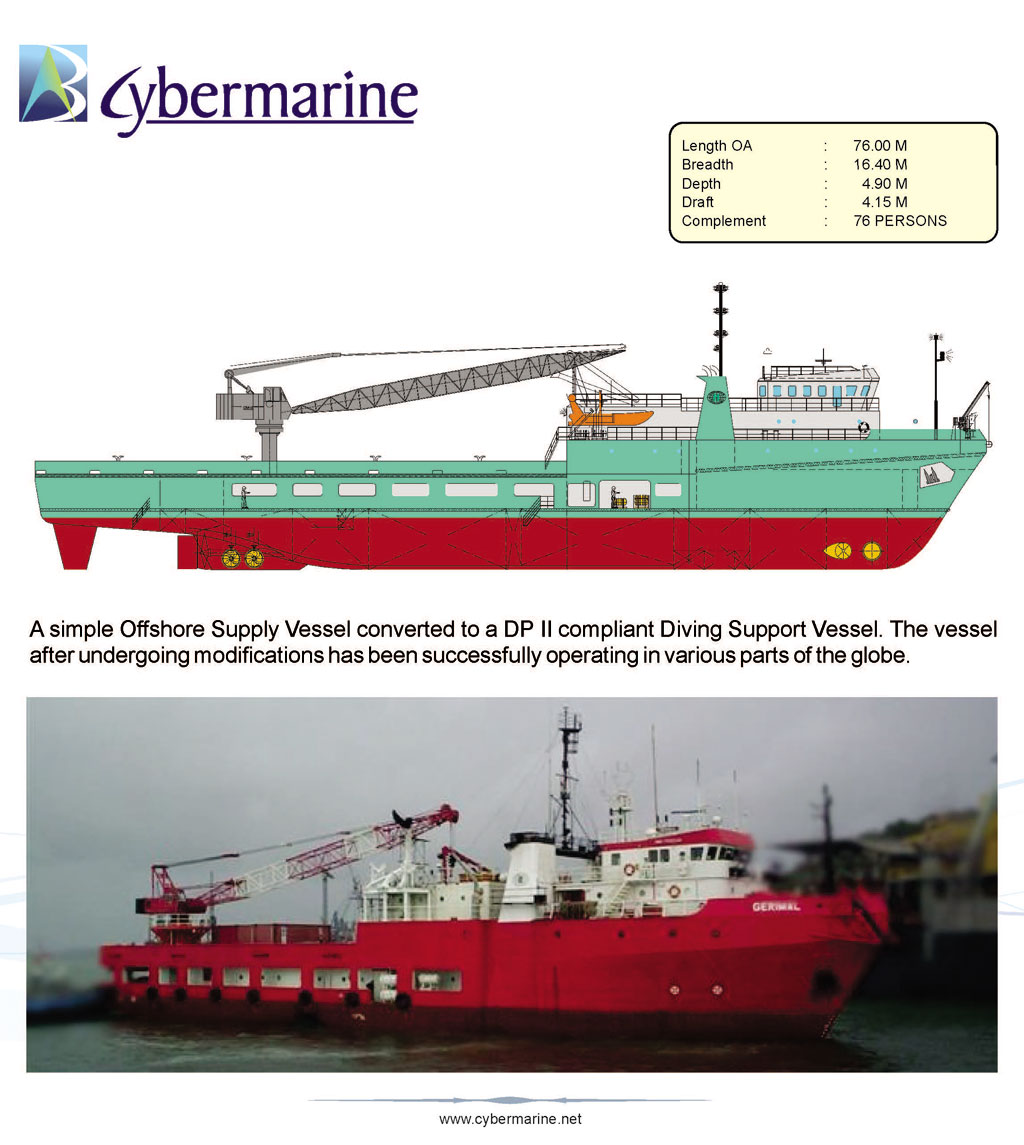 Cybermarine
Length OA : 76.00 M
Breadth : 16.40 M
Depth : 4.90 M
Draft : 4.15 M
Complement : 76 PERSONS
A simple Offshore Supply Vessel converted to a DP II compliant Diving Support Vessel. The vessel
after undergoing modifications has been successfully operating in various parts of the globe.
GERIMAL
www.cybermarine.net